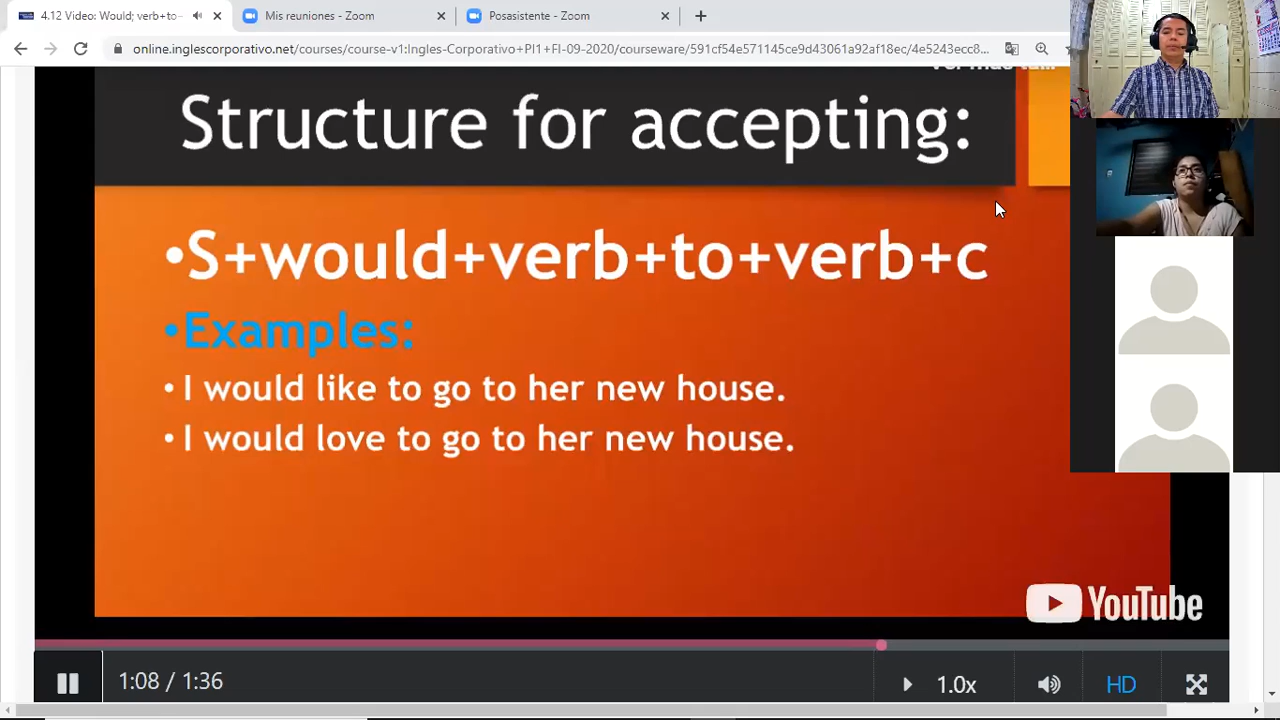 4.12 Video: Would; verb+to-
Mis reuniones - Zoom
Posasistente - Zoom
online.inglescorporativo.net/courses/course-v1:Ingles-Corporativo+PI1+FI-09-2020/courseware/591cf54e571145ce9d43061a92af18ec/4e5243ecc8...
Structure for accepting:
•S+would+verb+to+verb+c
•Examples:
• I would like to go to her new house.
• I would love to go to her new house.
YouTube
1:08 / 1:36
1.0x
HD